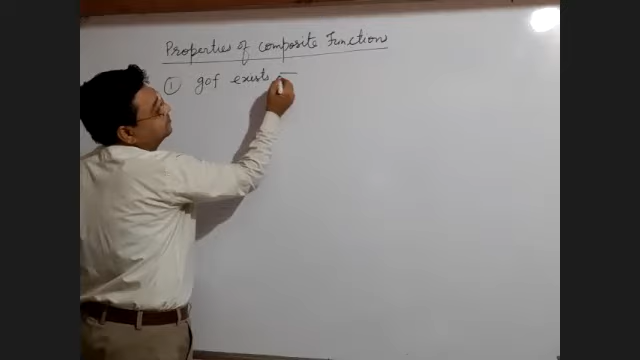 Properties of composite Function
① gof exists